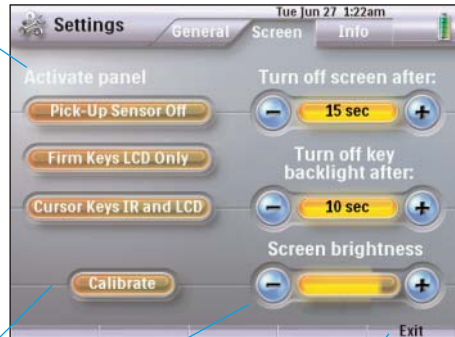 Tue Jun 27 1:22am
Settings
General
Screen
Info
Activate panel
Pick-Up Sensor Off
Firm Keys LCD Only
Cursor Keys IR and LCD
Calibrate
Turn off screen after:
15 sec
Turn off key
backlight after:
10 sec
Screen brightness
Exit